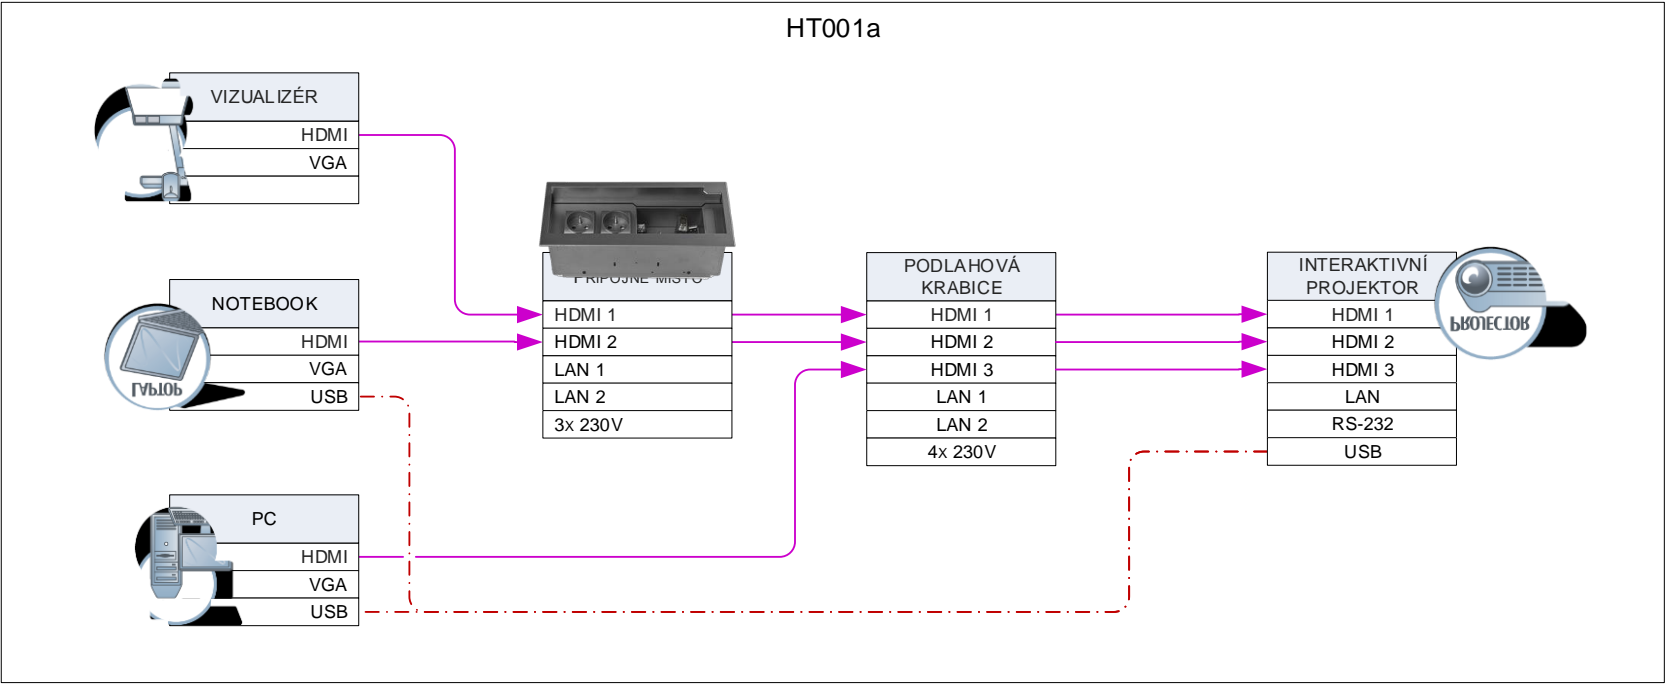 HT001a
VIZUALIZÉR
HDMI
VGA
NOTEBOOK
HDMI
VGA
USB
LAPTOP
PC
HDMI
VGA
USB
PŘÍPOJNÉ MÍSTO
HDMI 1
HDMI 2
LAN 1
LAN 2
3x 230V
PODLAHOVÁ
KRABICE
HDMI 1
HDMI 2
HDMI 3
LAN 1
LAN 2
4x 230V
INTERAKTIVNÍ
PROJEKTOR
HDMI 1
HDMI 2
HDMI 3
LAN
RS-232
USB
PROJECTOR